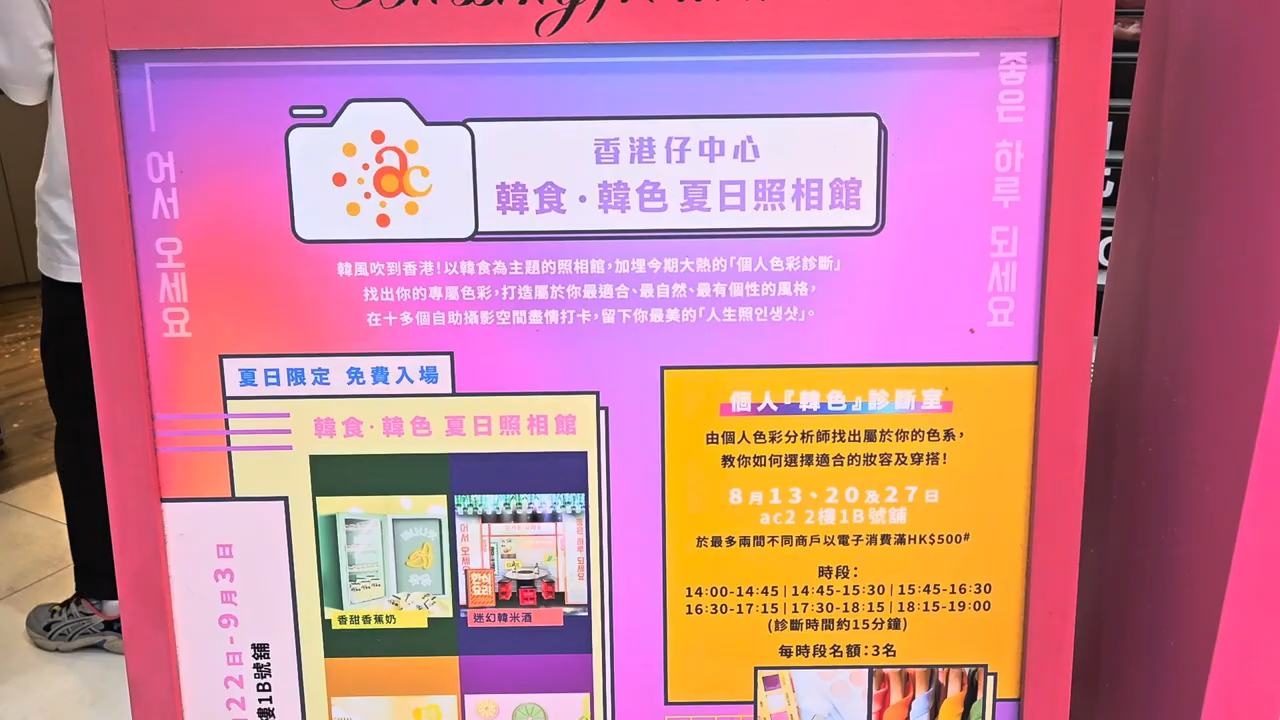 어서 오세요
좋은 하루 되세요
ac
香港仔中心
韓食·韓色 夏日照相館
韓風吹到香港!以韓食為主題的照相館,加埋今期大熱的「個人色彩診斷」
找出你的專屬色彩,打造屬於你最適合、最自然、最有個性的風格,
在十多個自助攝影空間盡情打卡,留下你最美的「人生照인생샷」。
夏日限定 免費入場
韓食·韓色 夏日照相館
香甜香蕉奶
迷幻韓米酒
22日-9月3日
樓1B號舖
個人『韓色』診斷室
由個人色彩分析師找出屬於你的色系,
教你如何選擇適合的妝容及穿搭!
8月13、20及27日
ac2 2樓1B號舖
於最多兩間不同商戶以電子消費滿HK$500#
時段:
14:00-14:45 | 14:45-15:30 | 15:45-16:30
16:30-17:15 | 17:30-18:15 | 18:15-19:00
(診斷時間約15分鐘)
每時段名額:3名